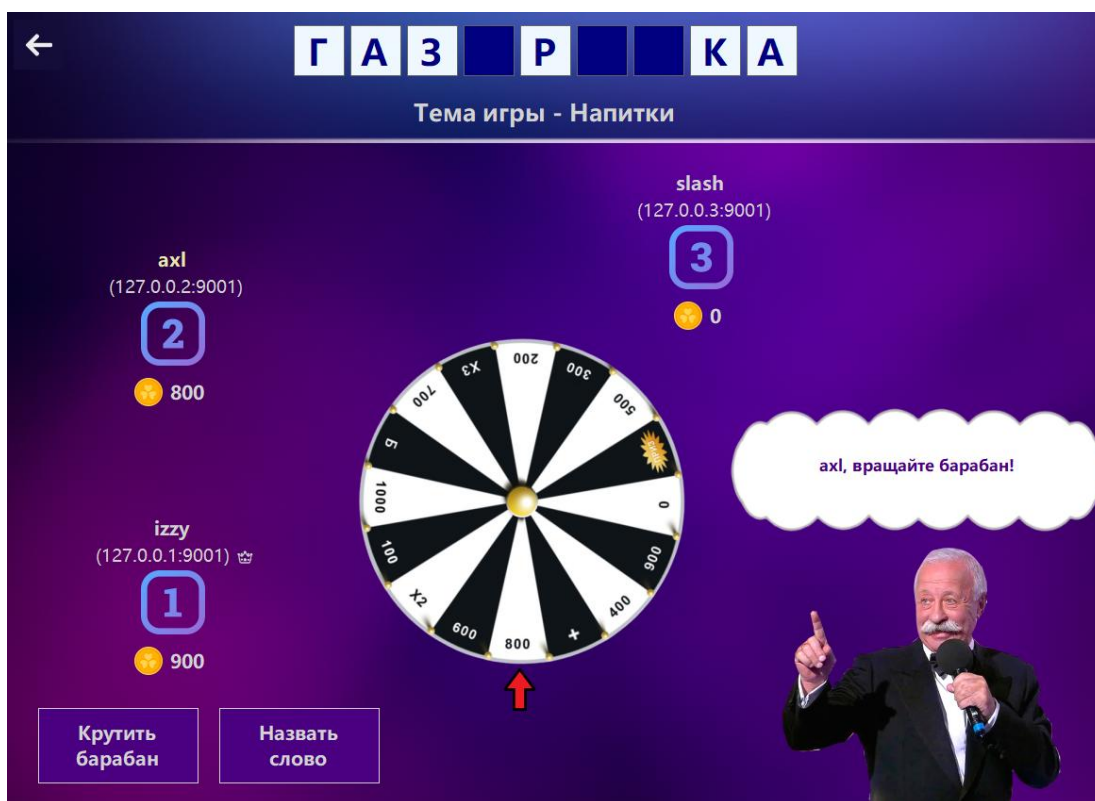 ГАЗ Р КА
Тема игры - Напитки
slash
(127.0.0.3:9001)
3
0
axl
(127.0.0.2:9001)
2
800
200
300
500
ПРИЗ
0
900
400
+
800
600
X2
100
1000
Б
700
X3
axl, вращайте барабан!
izzy
(127.0.0.1:9001)
1
900
Крутить
барабан
Назвать
слово